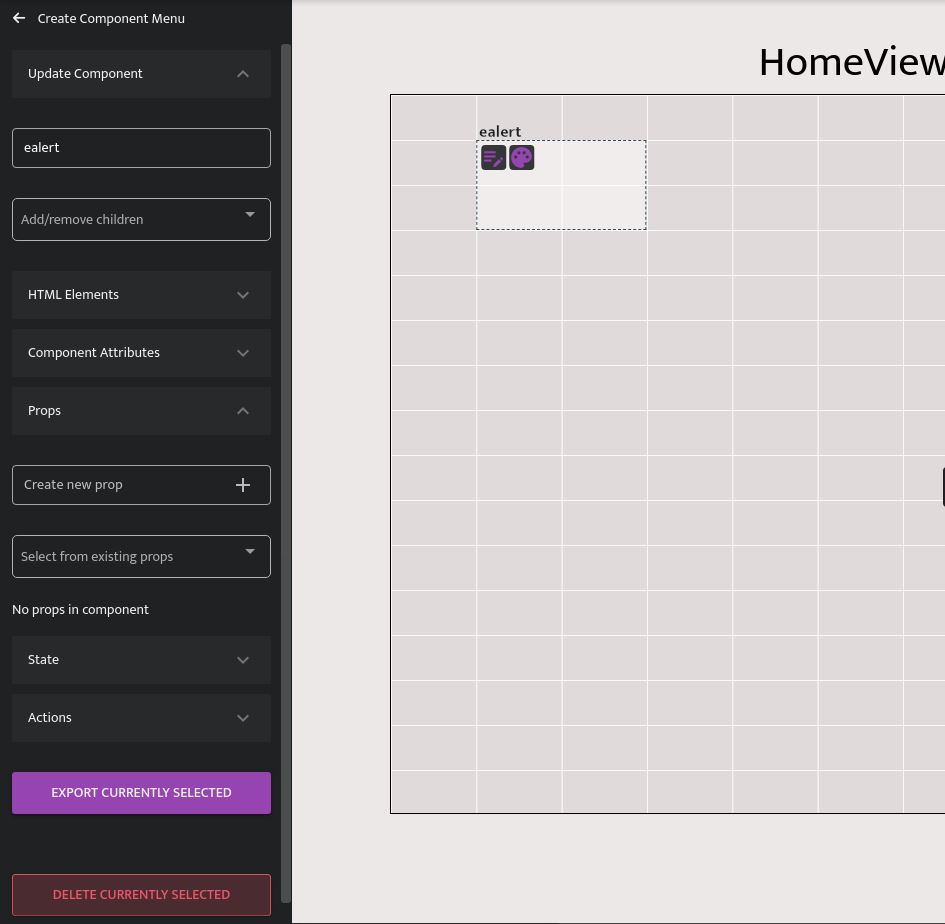 Create Component Menu
Update Component
ealert
Add/remove children
HTML Elements
Component Attributes
Props
Create new prop
Select from existing props
No props in component
State
Actions
EXPORT CURRENTLY SELECTED
DELETE CURRENTLY SELECTED
HomeView
ealert